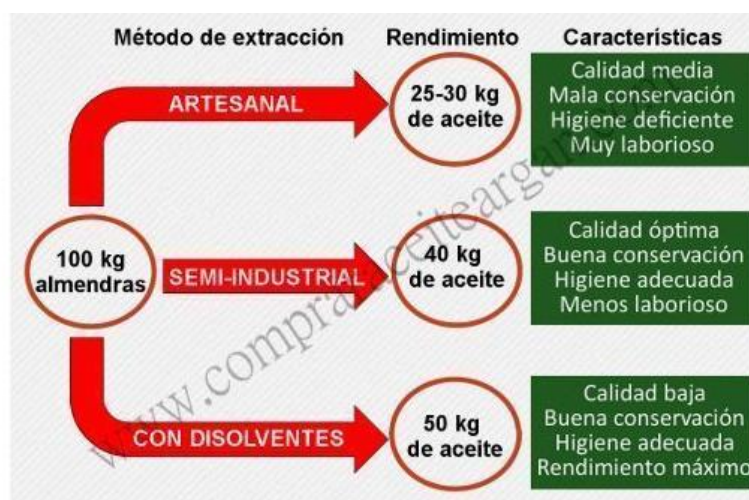 Método de extracción Rendimiento Características
ARTESANAL
25-30 kg
de aceite
Calidad media
Mala conservación
Higiene deficiente
Muy laborioso
100 kg
almendras
SEMI-INDUSTRIAL
40 kg
de aceite
Calidad óptima
Buena conservación
Higiene adecuada
Menos laborioso
CON DISOLVENTES
50 kg
de aceite
Calidad baja
Buena conservación
Higiene adecuada
Rendimiento máximo
www.compraraceiteargan.com